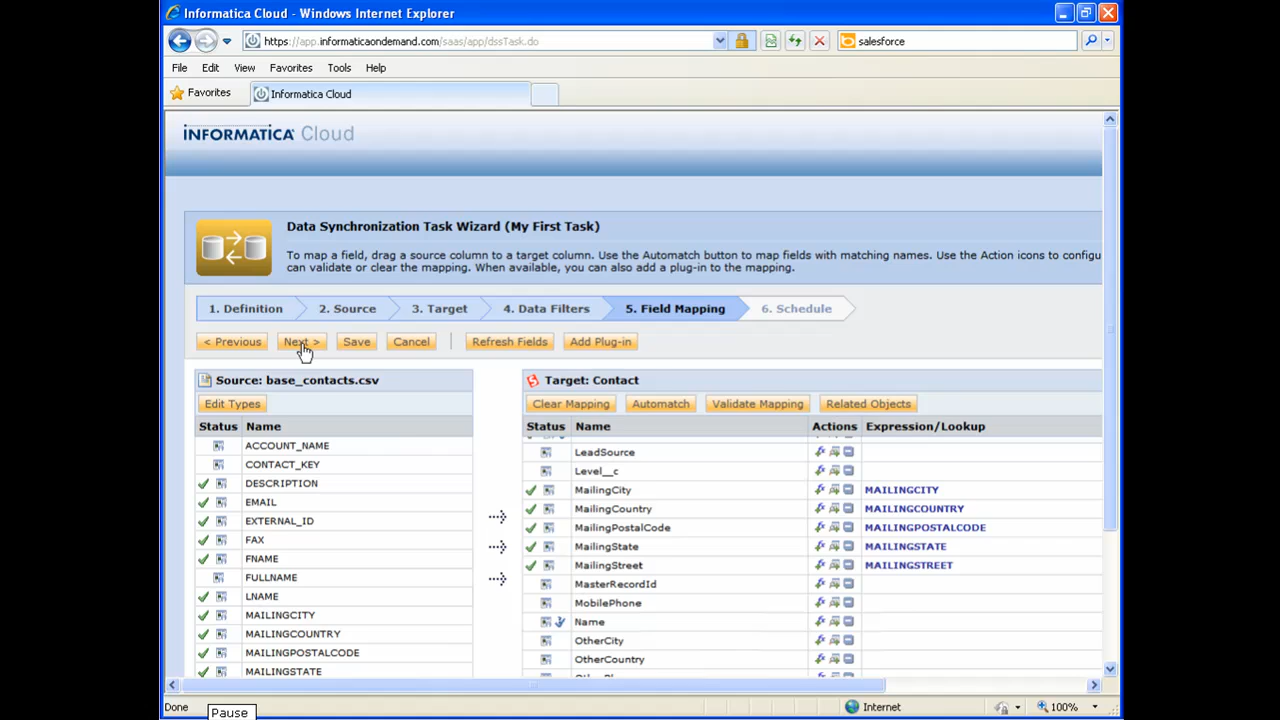 Informatica Cloud - Windows Internet Explorer
https://app.informaticaondemand.com/saas/app/dssTask.do
salesforce
File Edit View Favorites Tools Help
Favorites Informatica Cloud
INFORMATICA Cloud
Data Synchronization Task Wizard (My First Task)
To map a field, drag a source column to a target column. Use the Automatch button to map fields with matching names. Use the Action icons to configu
can validate or clear the mapping. When available, you can also add a plug-in to the mapping.
1. Definition 2. Source 3. Target 4. Data Filters 5. Field Mapping 6. Schedule
< Previous Next > Save Cancel Refresh Fields Add Plug-in
Source: base_contacts.csv
Edit Types
Status Name
ACCOUNT_NAME
CONTACT_KEY
DESCRIPTION
EMAIL
EXTERNAL_ID
FAX
FNAME
FULLNAME
LNAME
MAILINGCITY
MAILINGCOUNTRY
MAILINGPOSTALCODE
MAILINGSTATE
Target: Contact
Clear Mapping Automatch Validate Mapping Related Objects
Status Name Actions Expression/Lookup
LeadSource
Level__c
MailingCity MAILINGCITY
MailingCountry MAILINGCOUNTRY
MailingPostalCode MAILINGPOSTALCODE
MailingState MAILINGSTATE
MailingStreet MAILINGSTREET
MasterRecordId
MobilePhone
Name
OtherCity
OtherCountry
Done Internet 100%
Pause